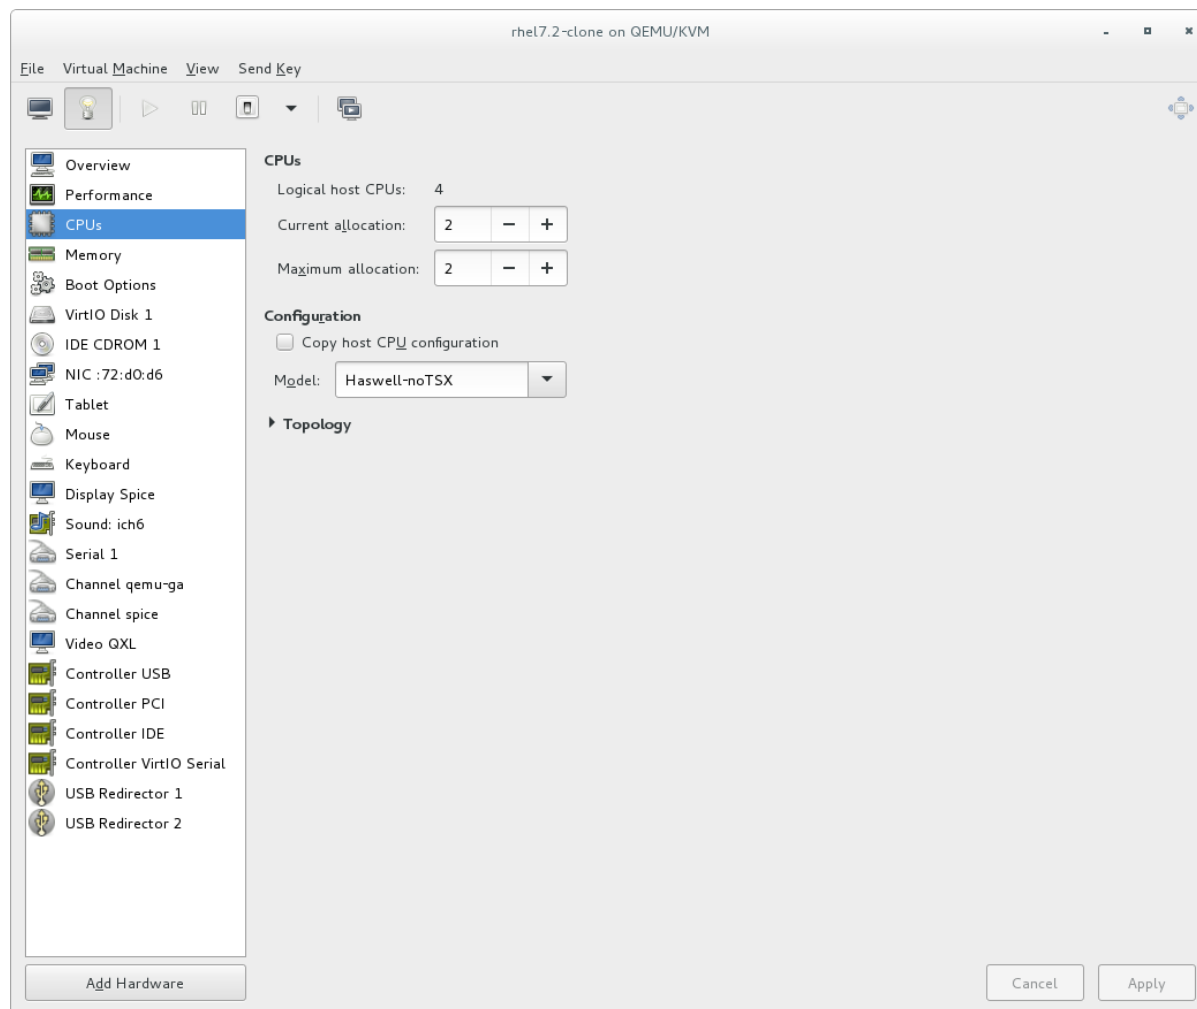 rhel7.2-clone on QEMU/KVM
File Virtual Machine View Send Key
Overview
Performance
CPUs
Memory
Boot Options
VirtIO Disk 1
IDE CDROM 1
NIC :72:d0:d6
Tablet
Mouse
Keyboard
Display Spice
Sound: ich6
Serial 1
Channel qemu-ga
Channel spice
Video QXL
Controller USB
Controller PCI
Controller IDE
Controller VirtIO Serial
USB Redirector 1
USB Redirector 2
Add Hardware
CPUs
Logical host CPUs: 4
Current allocation: 2
Maximum allocation: 2
Configuration
Copy host CPU configuration
Model: Haswell-noTSX
Topology
Cancel Apply